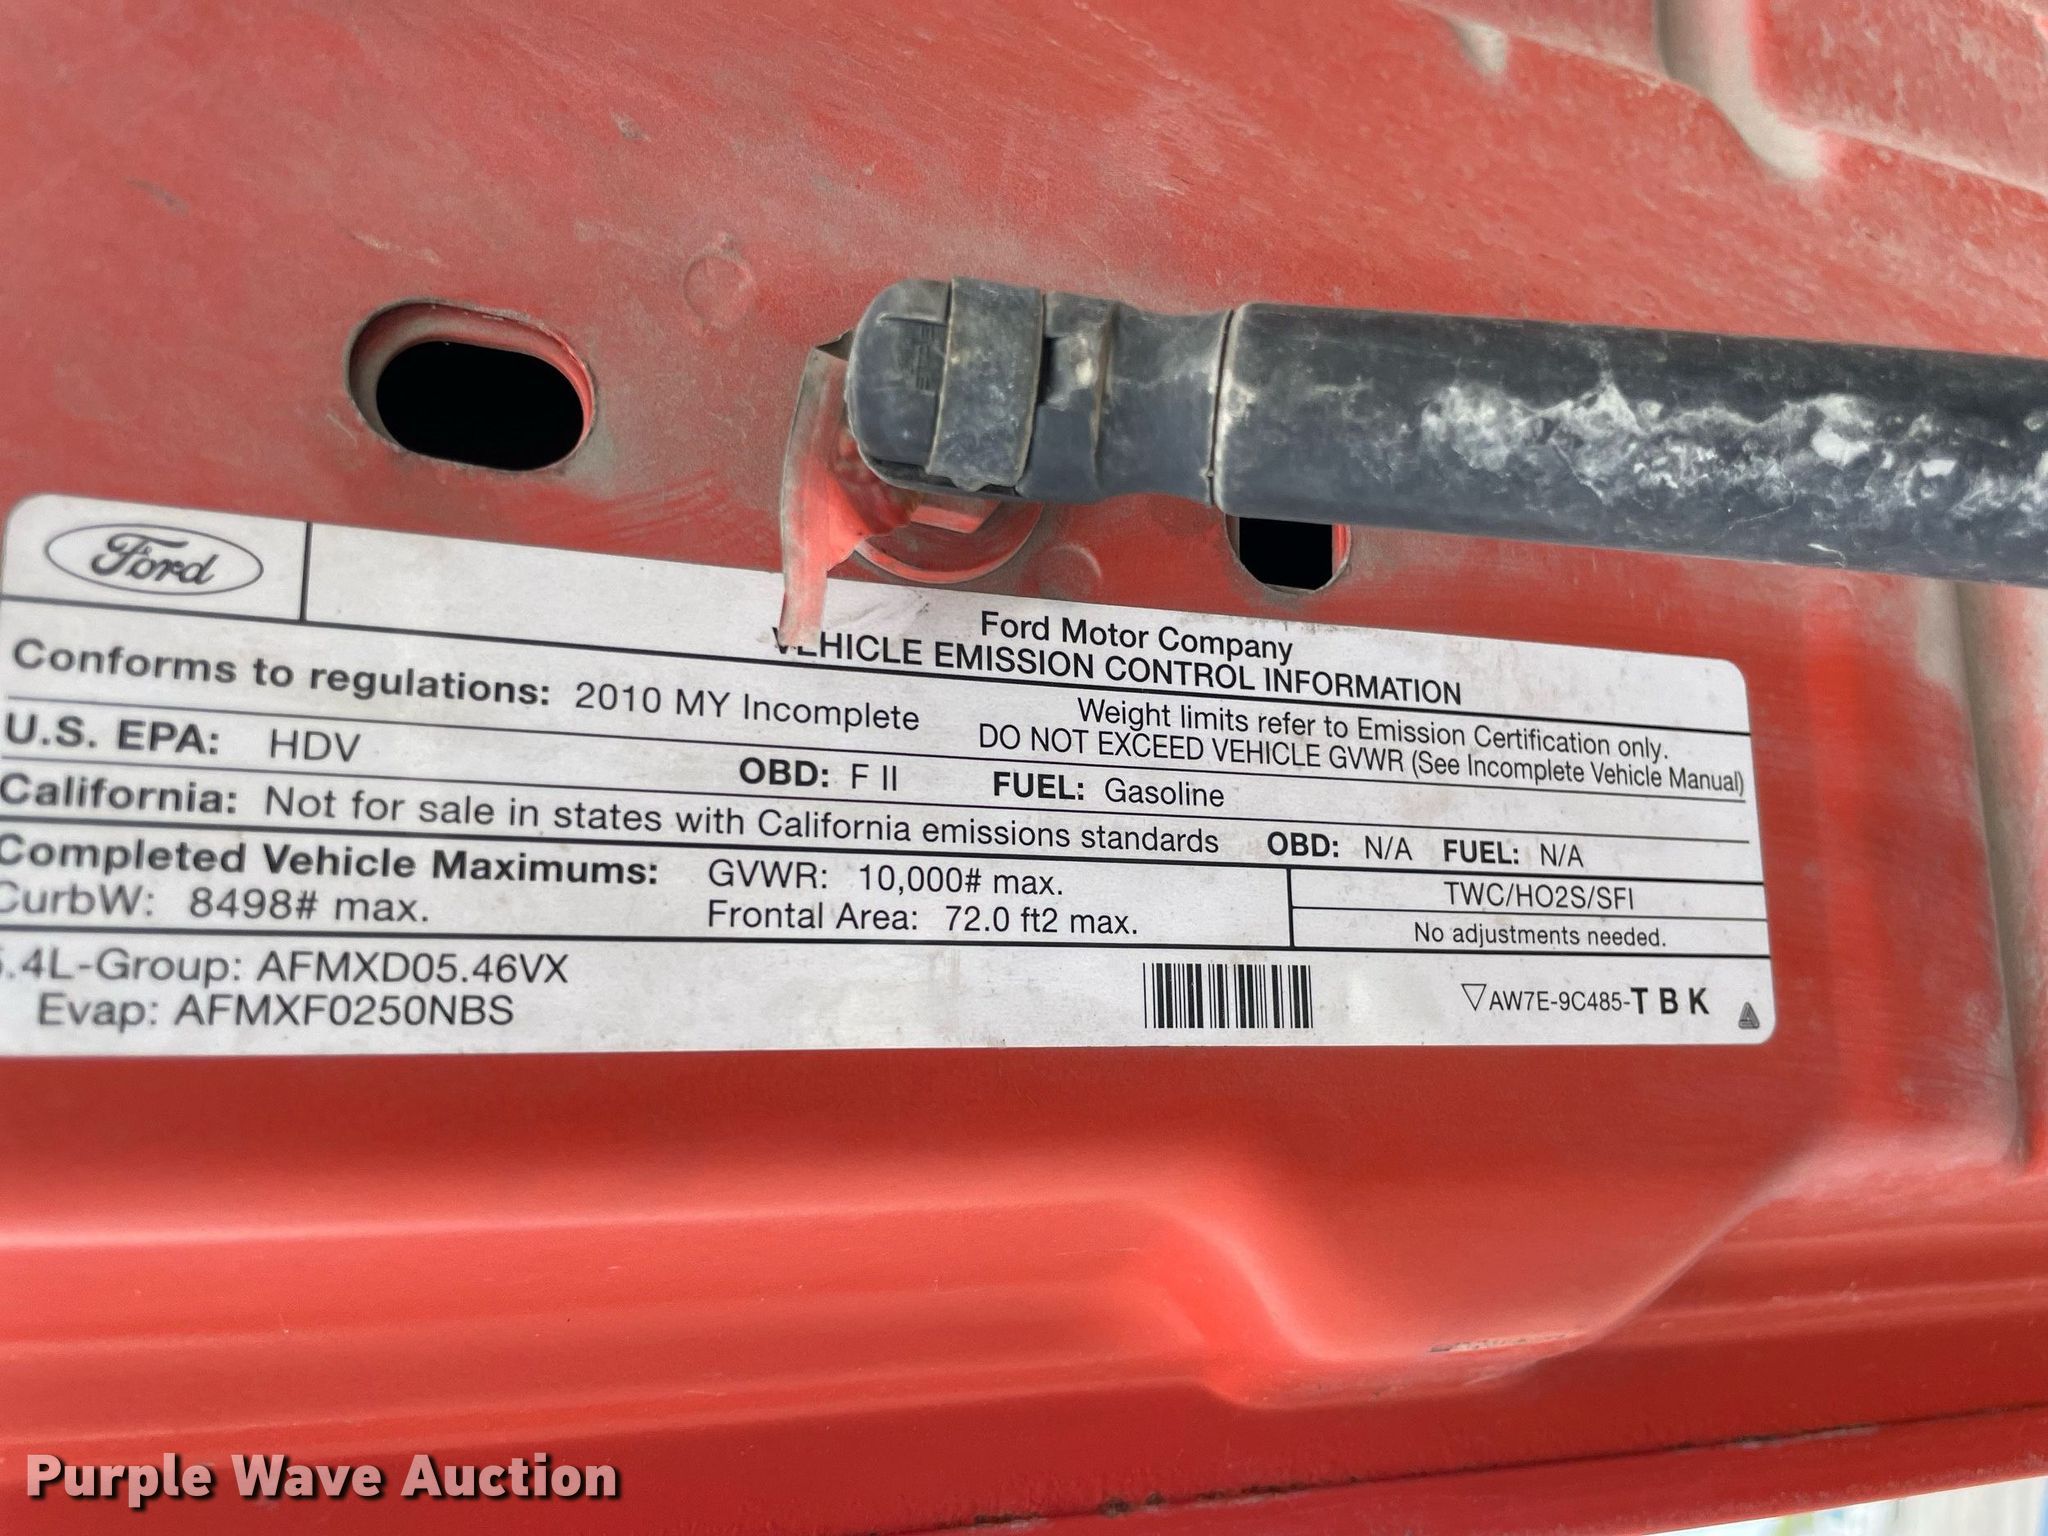 Ford
Ford Motor Company
VEHICLE EMISSION CONTROL INFORMATION
Conforms to regulations: 2010 MY Incomplete
Weight limits refer to Emission Certification only.
DO NOT EXCEED VEHICLE GVWR (See Incomplete Vehicle Manual)
U.S. EPA: HDV OBD: F II FUEL: Gasoline
California: Not for sale in states with California emissions standards OBD: N/A FUEL: N/A
Completed Vehicle Maximums: GVWR: 10,000# max.
CurbW: 8498# max. Frontal Area: 72.0 ft2 max.
TWC/HO2S/SFI
No adjustments needed.
.4L-Group: AFMXD05.46VX
Evap: AFMXF0250NBS
AW7E-9C485-TBK
Purple Wave Auction